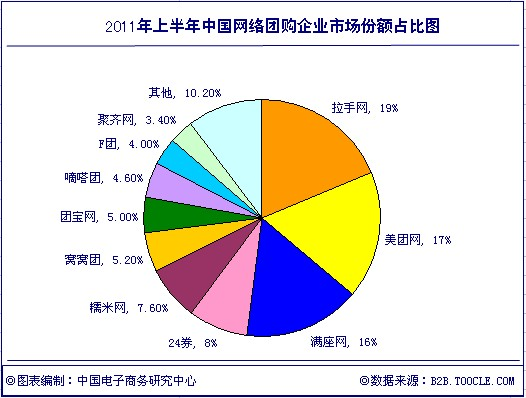 2011年上半年中国网络团购企业市场份额占比图
其他, 10.20%
聚齐网, 3.40%
F团, 4.00%
嘀嗒团, 4.60%
团宝网, 5.00%
窝窝团, 5.20%
糯米网, 7.60%
24券, 8%
满座网, 16%
美团网, 17%
拉手网, 19%
©图表编制：中国电子商务研究中心
©数据来源：B2B.TOOCLE.COM